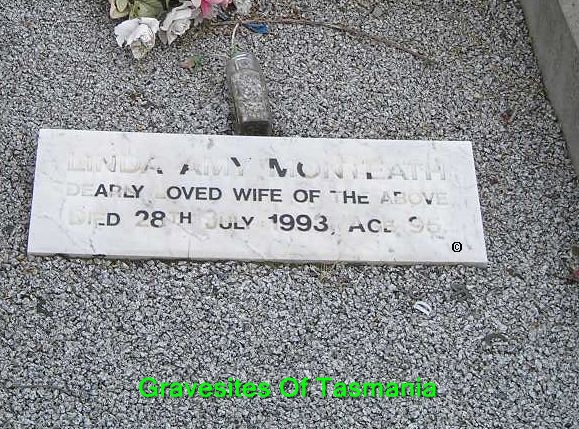 LINDA AMY MONTEATH
DEARLY LOVED WIFE OF THE ABOVE
DIED 28TH JULY 1993, AGE 96
©
Gravesites Of Tasmania